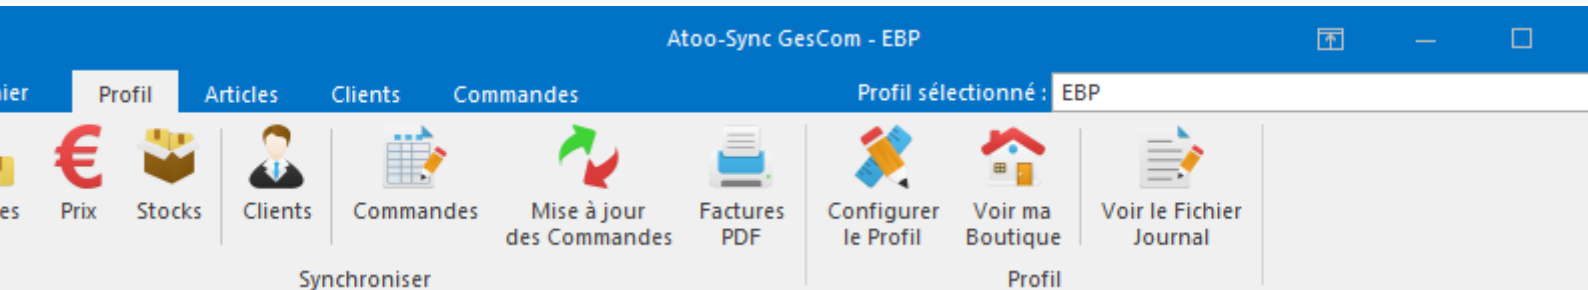 Atoo-Sync GesCom - EBP
Profil Articles Clients Commandes Profil sélectionné : EBP
Prix Stocks Clients Commandes Mise à jour des Commandes Factures PDF Configurer le Profil Voir ma Boutique Voir le Fichier Journal
Synchroniser Profil